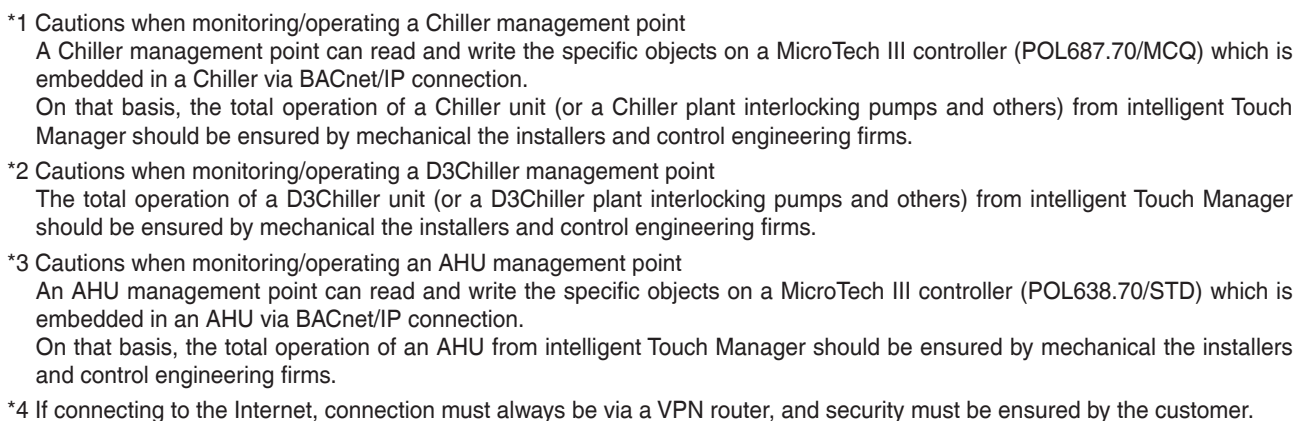 *1 Cautions when monitoring/operating a Chiller management point
A Chiller management point can read and write the specific objects on a MicroTech III controller (POL687.70/MCQ) which is
embedded in a Chiller via BACnet/IP connection.
On that basis, the total operation of a Chiller unit (or a Chiller plant interlocking pumps and others) from intelligent Touch
Manager should be ensured by mechanical the installers and control engineering firms.
*2 Cautions when monitoring/operating a D3Chiller management point
The total operation of a D3Chiller unit (or a D3Chiller plant interlocking pumps and others) from intelligent Touch Manager
should be ensured by mechanical the installers and control engineering firms.
*3 Cautions when monitoring/operating an AHU management point
An AHU management point can read and write the specific objects on a MicroTech III controller (POL638.70/STD) which is
embedded in an AHU via BACnet/IP connection.
On that basis, the total operation of an AHU from intelligent Touch Manager should be ensured by mechanical the installers
and control engineering firms.
*4 If connecting to the Internet, connection must always be via a VPN router, and security must be ensured by the customer.